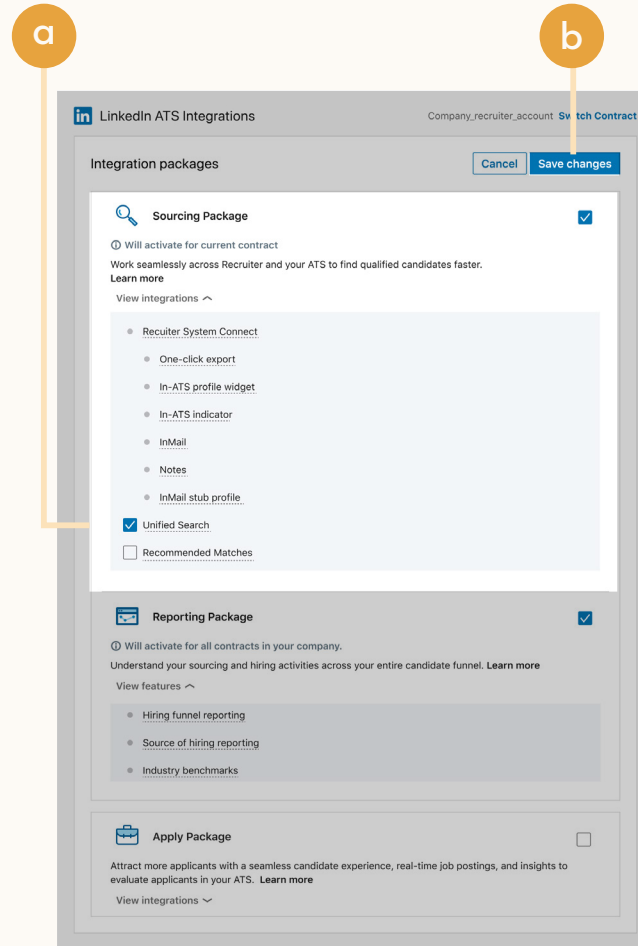 a
b
in LinkedIn ATS Integrations
Company_recruiter_account Switch Contract
Integration packages
Cancel
Save changes
Sourcing Package
Will activate for current contract
Work seamlessly across Recruiter and your ATS to find qualified candidates faster.
Learn more
View integrations
Recuiter System Connect
One-click export
In-ATS profile widget
In-ATS indicator
InMail
Notes
InMail stub profile
Unified Search
Recommended Matches
Reporting Package
Will activate for all contracts in your company.
Understand your sourcing and hiring activities across your entire candidate funnel. Learn more
View features
Hiring funnel reporting
Source of hiring reporting
Industry benchmarks
Apply Package
Attract more applicants with a seamless candidate experience, real-time job postings, and insights to
evaluate applicants in your ATS. Learn more
View integrations